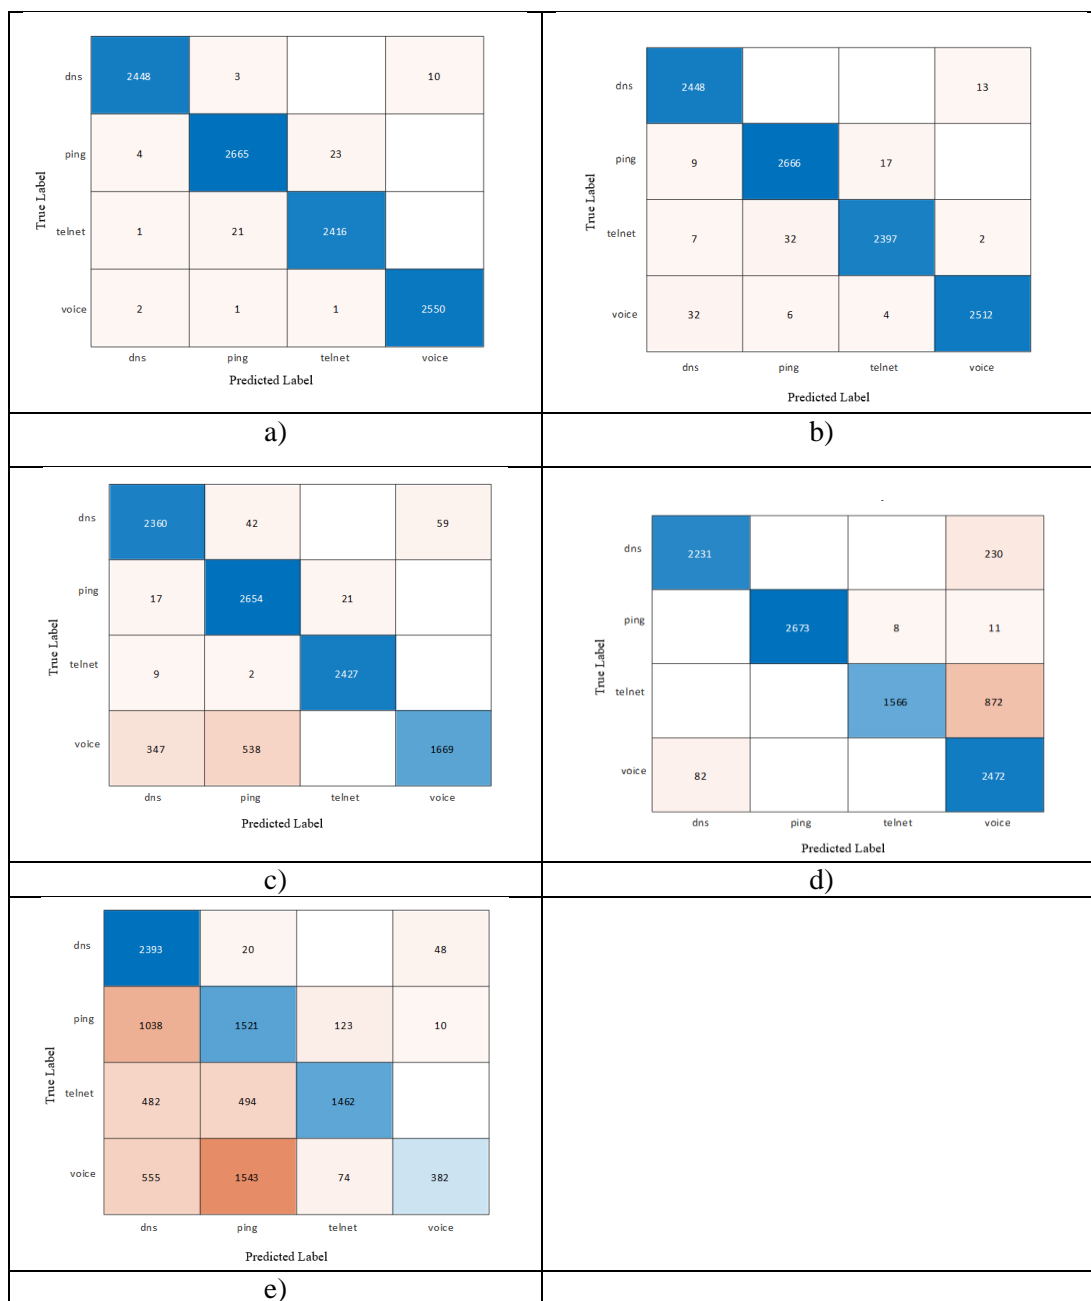 dns 2448 3 10
ping 4 2665 23
telnet 1 21 2416
voice 2 1 1 2550
dns ping telnet voice
True Label
Predicted Label
a)
dns 2448 13
ping 9 2666 17
telnet 7 32 2397 2
voice 32 6 4 2512
dns ping telnet voice
True Label
Predicted Label
b)
dns 2360 42 59
ping 17 2654 21
telnet 9 2 2427
voice 347 538 1669
dns ping telnet voice
True Label
Predicted Label
c)
dns 2231 230
ping 2673 8 11
telnet 1566 872
voice 82 2472
dns ping telnet voice
True Label
Predicted Label
d)
dns 2393 20 48
ping 1038 1521 123 10
telnet 482 494 1462
voice 555 1543 74 382
dns ping telnet voice
True Label
Predicted Label
e)